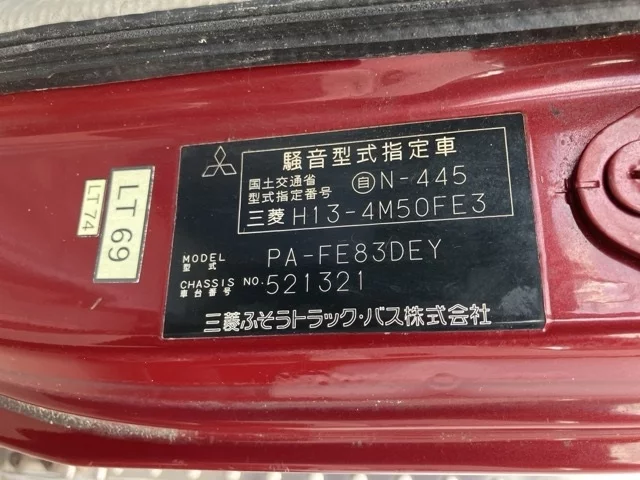 騒音型式指定車
国土交通省
型式指定番号 自 N-445
三菱 H13-4M50FE3
MODEL
型式 PA-FE83DEY
CHASSIS NO.
車台番号 521321
三菱ふそうトラック・バス株式会社
LT 69
LT 74